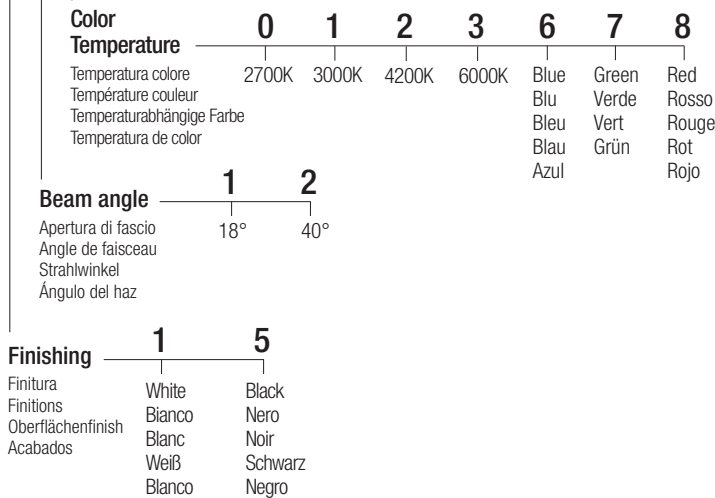 Color
Temperature 0 1 2 3 6 7 8
Temperatura colore 2700K 3000K 4200K 6000K Blue Green Red
Température couleur Blu Verde Rosso
Temperaturabhängige Farbe Bleu Vert Rouge
Temperatura de color Blau Grün Rot
Azul Rojo
Beam angle 1 2
Apertura di fascio 18° 40°
Angle de faisceau
Strahlwinkel
Ángulo del haz
Finishing 1 5
Finitura White Black
Finitions Bianco Nero
Oberflächenfinish Blanc Noir
Acabados Weiß Schwarz
Blanco Negro